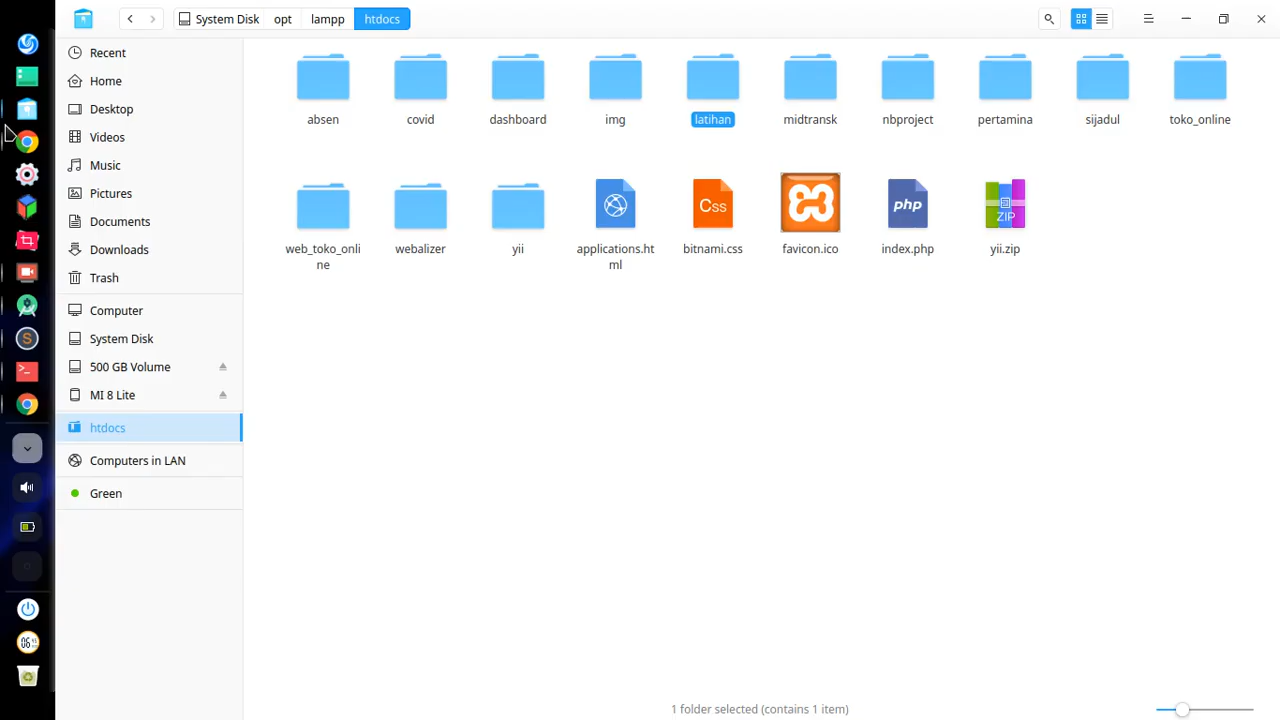 System Disk opt lampp htdocs
Recent
Home
Desktop
Videos
Music
Pictures
Documents
Downloads
Trash
Computer
System Disk
500 GB Volume
MI 8 Lite
htdocs
Computers in LAN
Green
absen covid dashboard img latihan midtransk nbproject pertamina sijadul toko_online
web_toko_onli
ne
webalizer yii
applications.ht
ml
bitnami.css favicon.ico index.php yii.zip
Css
php
ZIP
1 folder selected (contains 1 item)